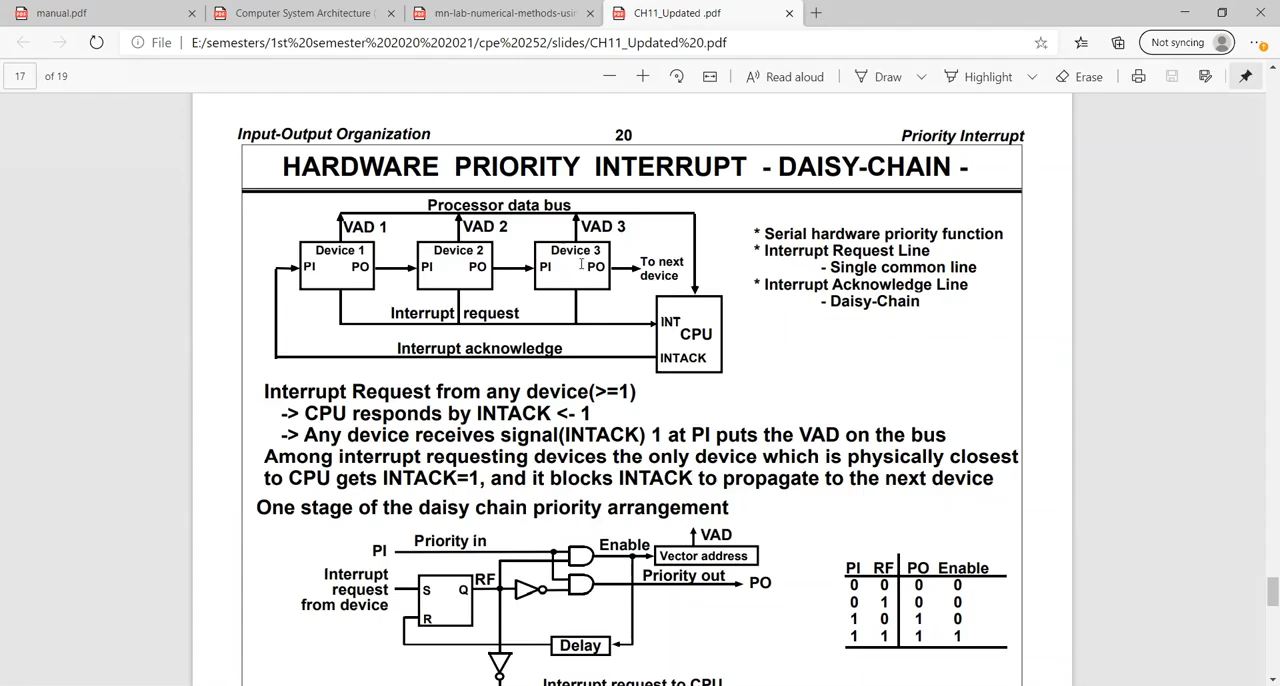 manual.pdf
Computer System Architecture (
mn-lab-numerical-methods-usin
CH11_Updated .pdf
File
E:/semesters/1st%20semester%202020%202021/cpe%20252/slides/CH11_Updated%20.pdf
Not syncing
17 of 19
Read aloud
Draw
Highlight
Erase
Input-Output Organization
20
Priority Interrupt
HARDWARE PRIORITY INTERRUPT - DAISY-CHAIN -
Processor data bus
VAD 1
VAD 2
VAD 3
Device 1
PI PO
Device 2
PI PO
Device 3
PI PO
To next
device
Interrupt request
Interrupt acknowledge
INT
CPU
INTACK
* Serial hardware priority function
* Interrupt Request Line
- Single common line
* Interrupt Acknowledge Line
- Daisy-Chain
Interrupt Request from any device(>=1)
-> CPU responds by INTACK <- 1
-> Any device receives signal(INTACK) 1 at PI puts the VAD on the bus
Among interrupt requesting devices the only device which is physically closest
to CPU gets INTACK=1, and it blocks INTACK to propagate to the next device
One stage of the daisy chain priority arrangement
PI
Priority in
Enable
VAD
Vector address
Priority out
PO
Interrupt
request
from device
S Q
R
RF
Delay
Interrupt request to CPU
PI RF PO Enable
0 0 0 0
0 1 0 0
1 0 1 0
1 1 1 1